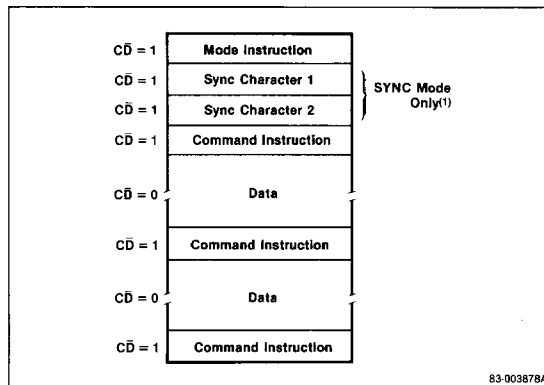 CD̅ = 1 Mode Instruction
CD̅ = 1 Sync Character 1
CD̅ = 1 Sync Character 2
SYNC Mode
Only(1)
CD̅ = 1 Command Instruction
CD̅ = 0 Data
CD̅ = 1 Command Instruction
CD̅ = 0 Data
CD̅ = 1 Command Instruction
83-003878A